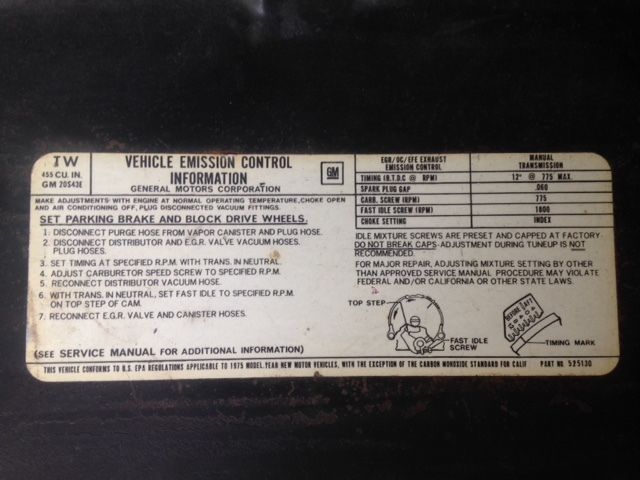 TW
455 CU. IN.
GM 20S43E
VEHICLE EMISSION CONTROL
INFORMATION
GENERAL MOTORS CORPORATION
GM
MAKE ADJUSTMENTS WITH ENGINE AT NORMAL OPERATING TEMPERATURE, CHOKE OPEN
AND AIR CONDITIONING OFF, PLUG DISCONNECTED VACUUM FITTINGS.
SET PARKING BRAKE AND BLOCK DRIVE WHEELS.
1. DISCONNECT PURGE HOSE FROM VAPOR CANISTER AND PLUG HOSE.
2. DISCONNECT DISTRIBUTOR AND E.G.R. VALVE VACUUM HOSES.
PLUG HOSES.
3. SET TIMING AT SPECIFIED R.P.M. WITH TRANS. IN NEUTRAL.
4. ADJUST CARBURETOR SPEED SCREW TO SPECIFIED R.P.M.
5. RECONNECT DISTRIBUTOR VACUUM HOSE.
6. WITH TRANS. IN NEUTRAL, SET FAST IDLE TO SPECIFIED R.P.M.
ON TOP STEP OF CAM.
7. RECONNECT E.G.R. VALVE AND CANISTER HOSES.
(SEE SERVICE MANUAL FOR ADDITIONAL INFORMATION)
EGR/OC/EFE EXHAUST
EMISSION CONTROL
MANUAL
TRANSMISSION
TIMING (B.T.D.C @ RPM) 12° @ 775 MAX.
SPARK PLUG GAP .060
CARB. SCREW (RPM) 775
FAST IDLE SCREW (RPM) 1800
CHOKE SETTING INDEX
IDLE MIXTURE SCREWS ARE PRESET AND CAPPED AT FACTORY.
DO NOT BREAK CAPS-ADJUSTMENT DURING TUNEUP IS NOT
RECOMMENDED.
FOR MAJOR REPAIR, ADJUSTING MIXTURE SETTING BY OTHER
THAN APPROVED SERVICE MANUAL PROCEDURE MAY VIOLATE
FEDERAL AND/OR CALIFORNIA OR OTHER STATE LAWS.
TOP STEP
FAST IDLE
SCREW
BEFORE AFT
TIMING MARK
THIS VEHICLE CONFORMS TO U.S. EPA REGULATIONS APPLICABLE TO 1975 MODEL YEAR NEW MOTOR VEHICLES, WITH THE EXCEPTION OF THE CARBON MONOXIDE STANDARD FOR CALIF
PART NO 525130